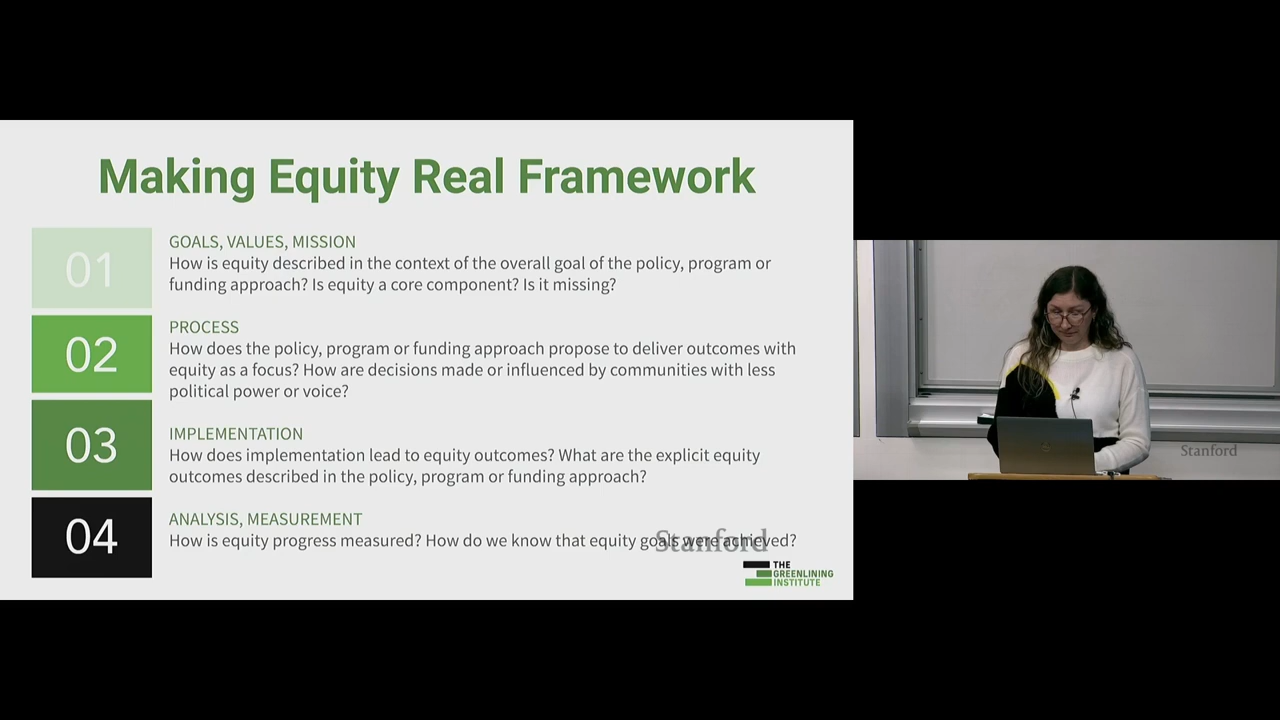 Making Equity Real Framework
01
GOALS, VALUES, MISSION
How is equity described in the context of the overall goal of the policy, program or
funding approach? Is equity a core component? Is it missing?
02
PROCESS
How does the policy, program or funding approach propose to deliver outcomes with
equity as a focus? How are decisions made or influenced by communities with less
political power or voice?
03
IMPLEMENTATION
How does implementation lead to equity outcomes? What are the explicit equity
outcomes described in the policy, program or funding approach?
04
ANALYSIS, MEASUREMENT
How is equity progress measured? How do we know that equity goals were achieved?
Stanford
THE
GREENLINING
INSTITUTE
Stanford